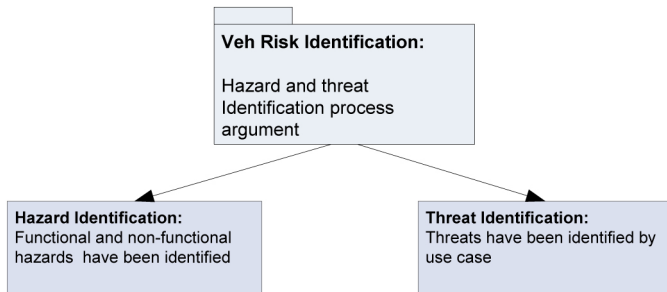 Veh Risk Identification:
Hazard and threat
Identification process
argument
Hazard Identification:
Functional and non-functional
hazards  have been identified
Threat Identification:
Threats have been identified by
use case